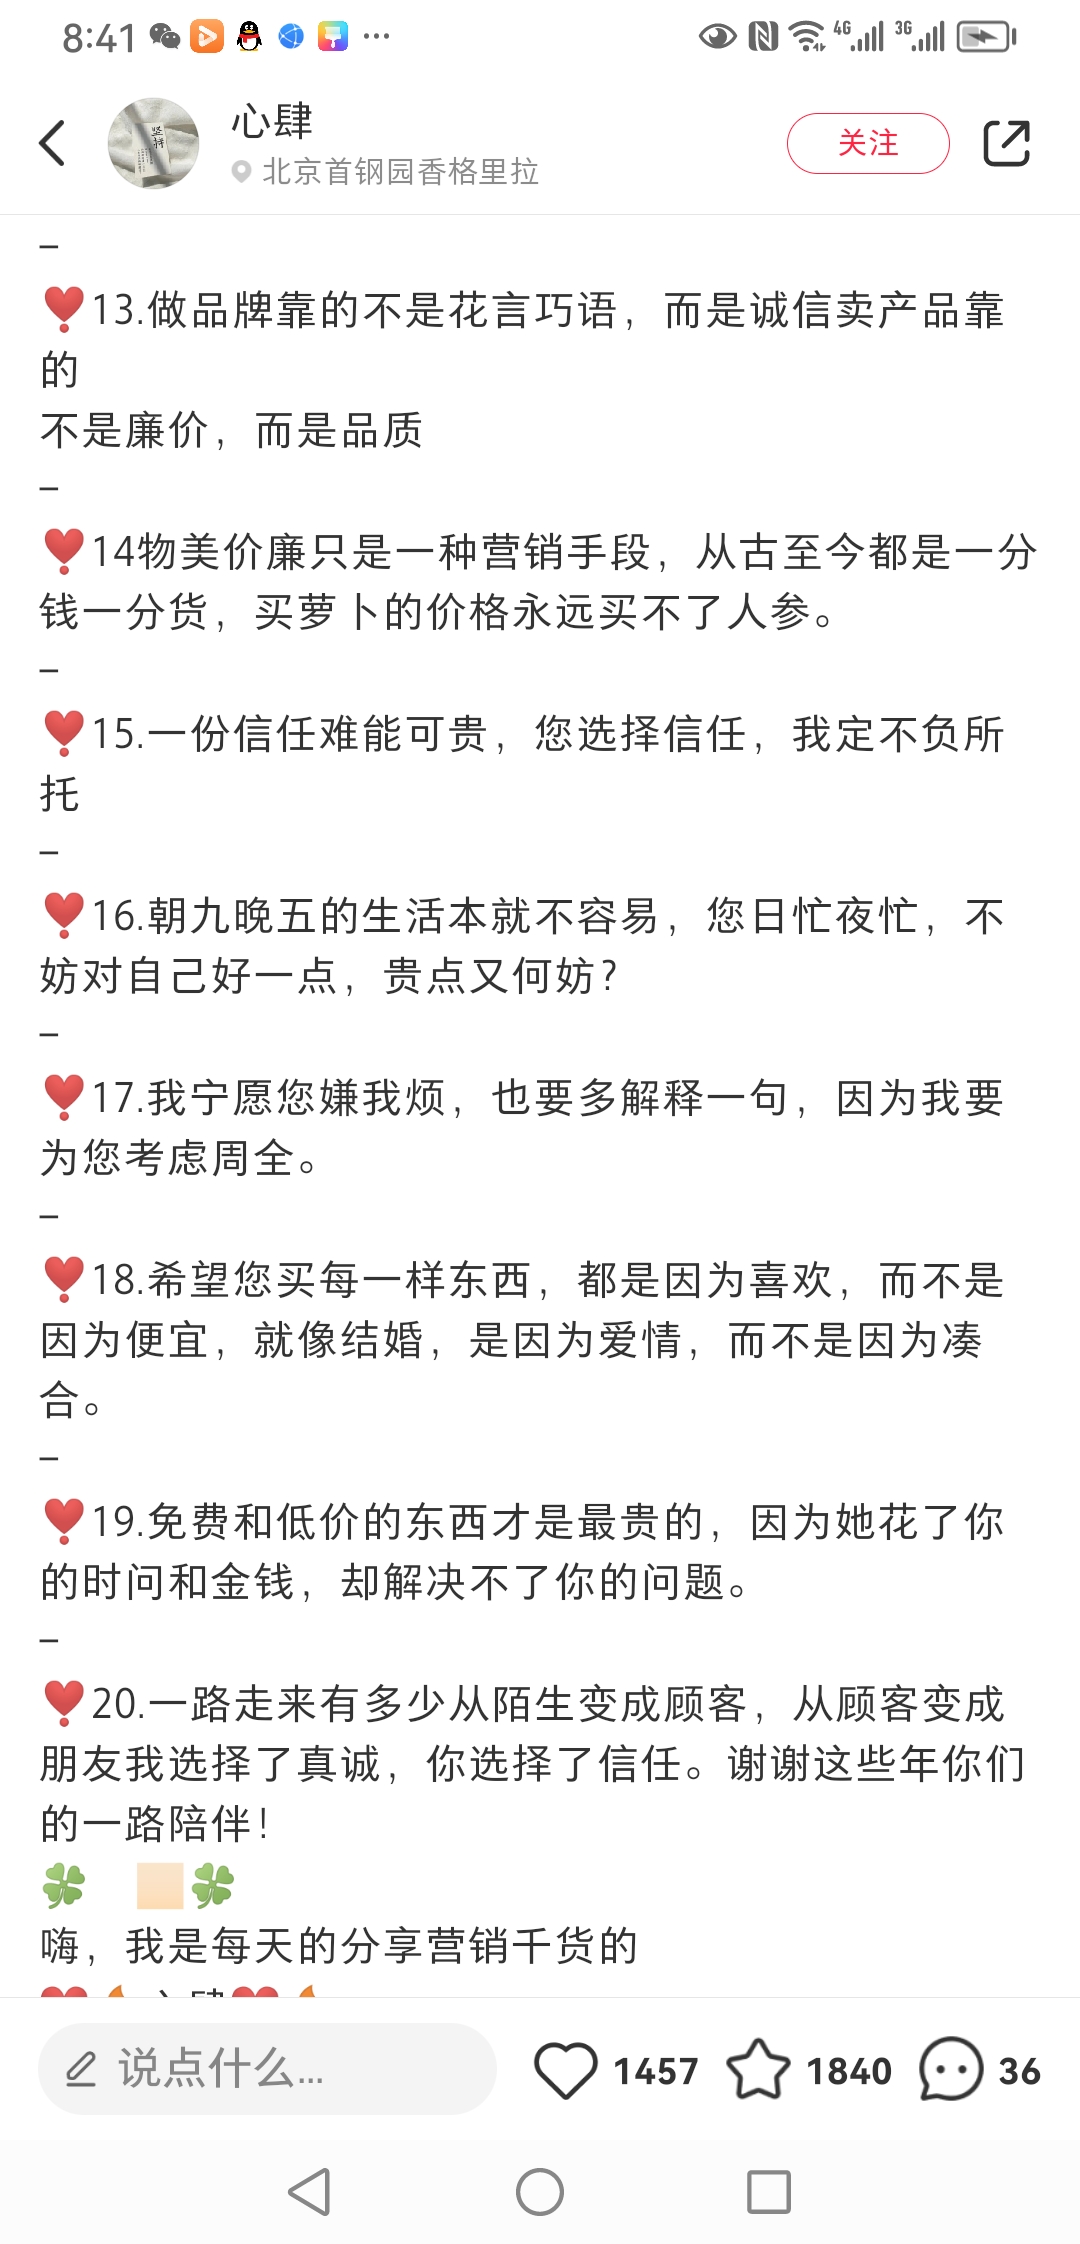 8:41
4G 3G
心肆
北京首钢园香格里拉
关注
–
❣️13.做品牌靠的不是花言巧语，而是诚信卖产品靠
的
不是廉价，而是品质
–
❣️14物美价廉只是一种营销手段，从古至今都是一分
钱一分货，买萝卜的价格永远买不了人参。
–
❣️15.一份信任难能可贵，您选择信任，我定不负所
托
–
❣️16.朝九晚五的生活本就不容易，您日忙夜忙，不
妨对自己好一点，贵点又何妨?
–
❣️17.我宁愿您嫌我烦，也要多解释一句，因为我要
为您考虑周全。
–
❣️18.希望您买每一样东西，都是因为喜欢，而不是
因为便宜，就像结婚，是因为爱情，而不是因为凑
合。
–
❣️19.免费和低价的东西才是最贵的，因为她花了你
的时问和金钱，却解决不了你的问题。
–
❣️20.一路走来有多少从陌生变成顾客，从顾客变成
朋友我选择了真诚，你选择了信任。谢谢这些年你们
的一路陪伴！
🍀 🍀
嗨，我是每天的分享营销千货的
说点什么...
1457
1840
36